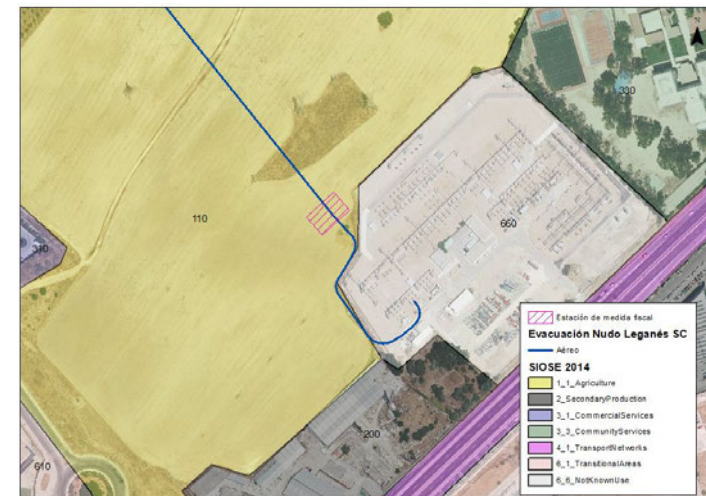 N
330
110
660
310
200
610
Estación de medida fiscal
Evacuación Nudo Leganés SC
Aéreo
SIOSE 2014
1_1_Agriculture
2_SecondaryProduction
3_1_CommercialServices
3_3_CommunityServices
4_1_TransportNetworks
6_1_TransitionalAreas
6_6_NotKnownUse